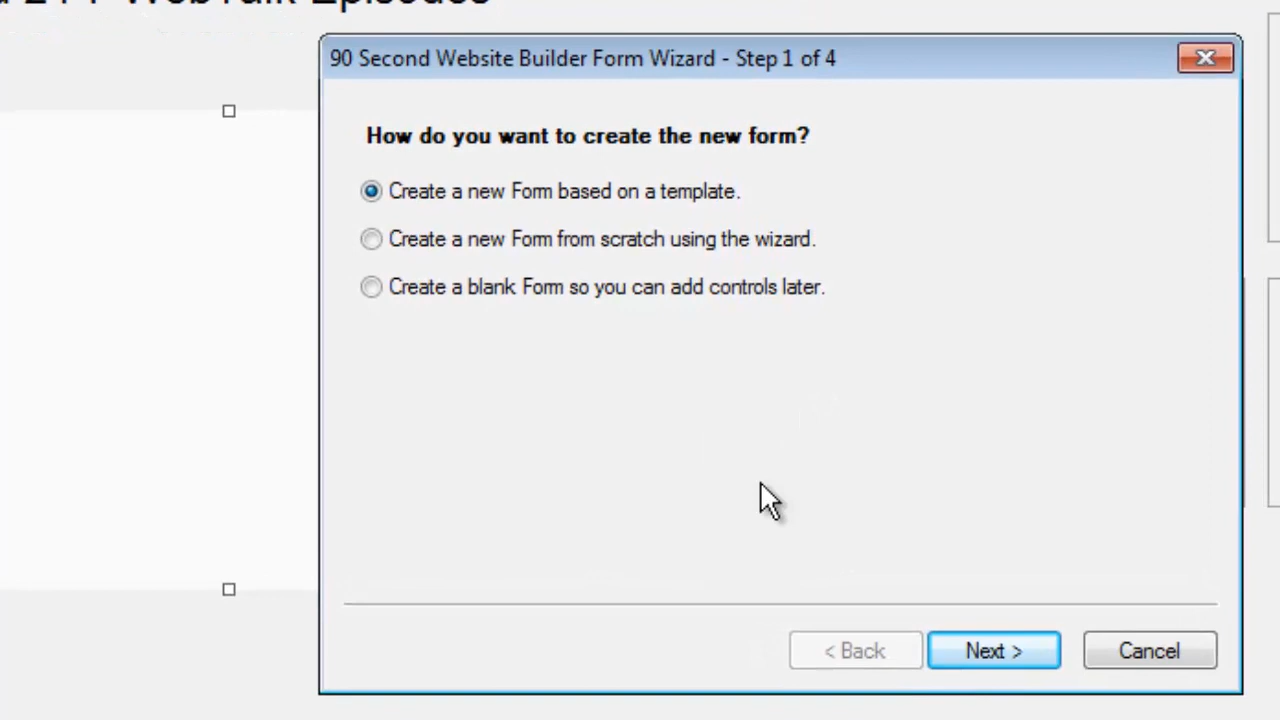 WebTalk Episodes
90 Second Website Builder Form Wizard - Step 1 of 4
How do you want to create the new form?
Create a new Form based on a template.
Create a new Form from scratch using the wizard.
Create a blank Form so you can add controls later.
< Back
Next >
Cancel